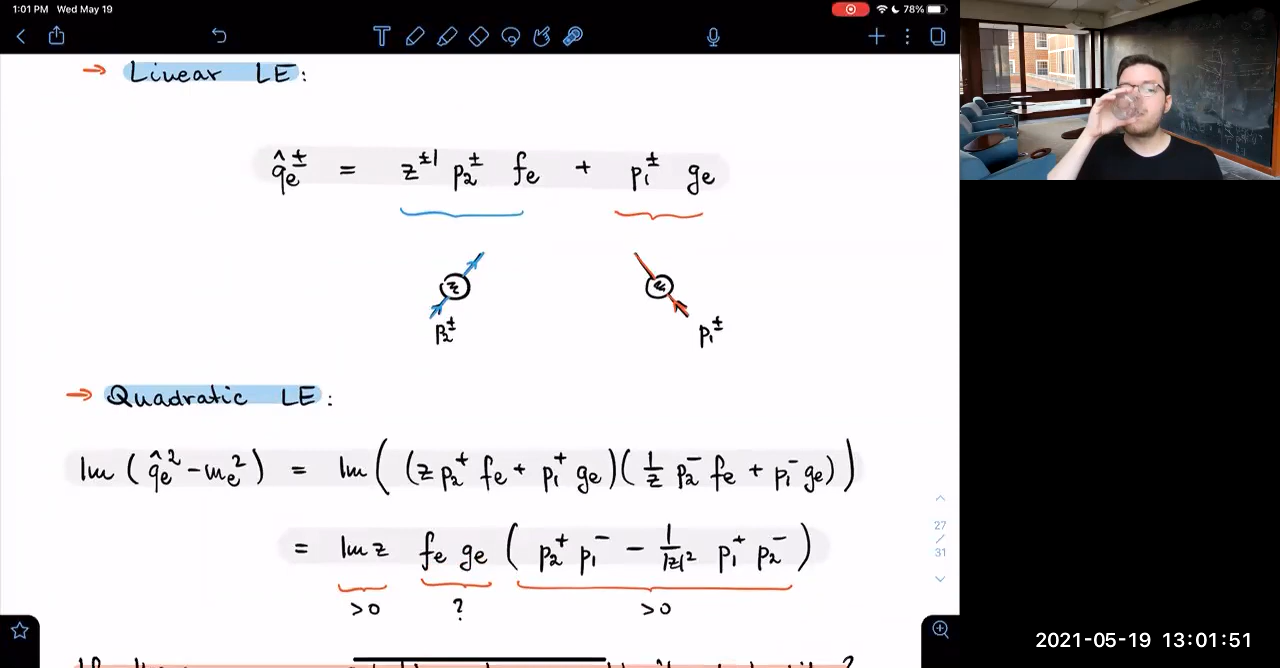 1:01 PM Wed May 19
78%
→ Linear LE:
q̂ₑ^± = z^{±1} p₂^± fₑ + p₁^± gₑ
z
p₂^±
p₁^±
→ Quadratic LE:
Im ( q̂ₑ² - mₑ² ) = Im ( (z p₂⁺ fₑ + p₁⁺ gₑ) ( 1/z p₂⁻ fₑ + p₁⁻ gₑ ) )
= Im z fₑ gₑ ( p₂⁺ p₁⁻ - 1/|z|² p₁⁺ p₂⁻ )
>0 ? >0
27
/
31
2021-05-19 13:01:51